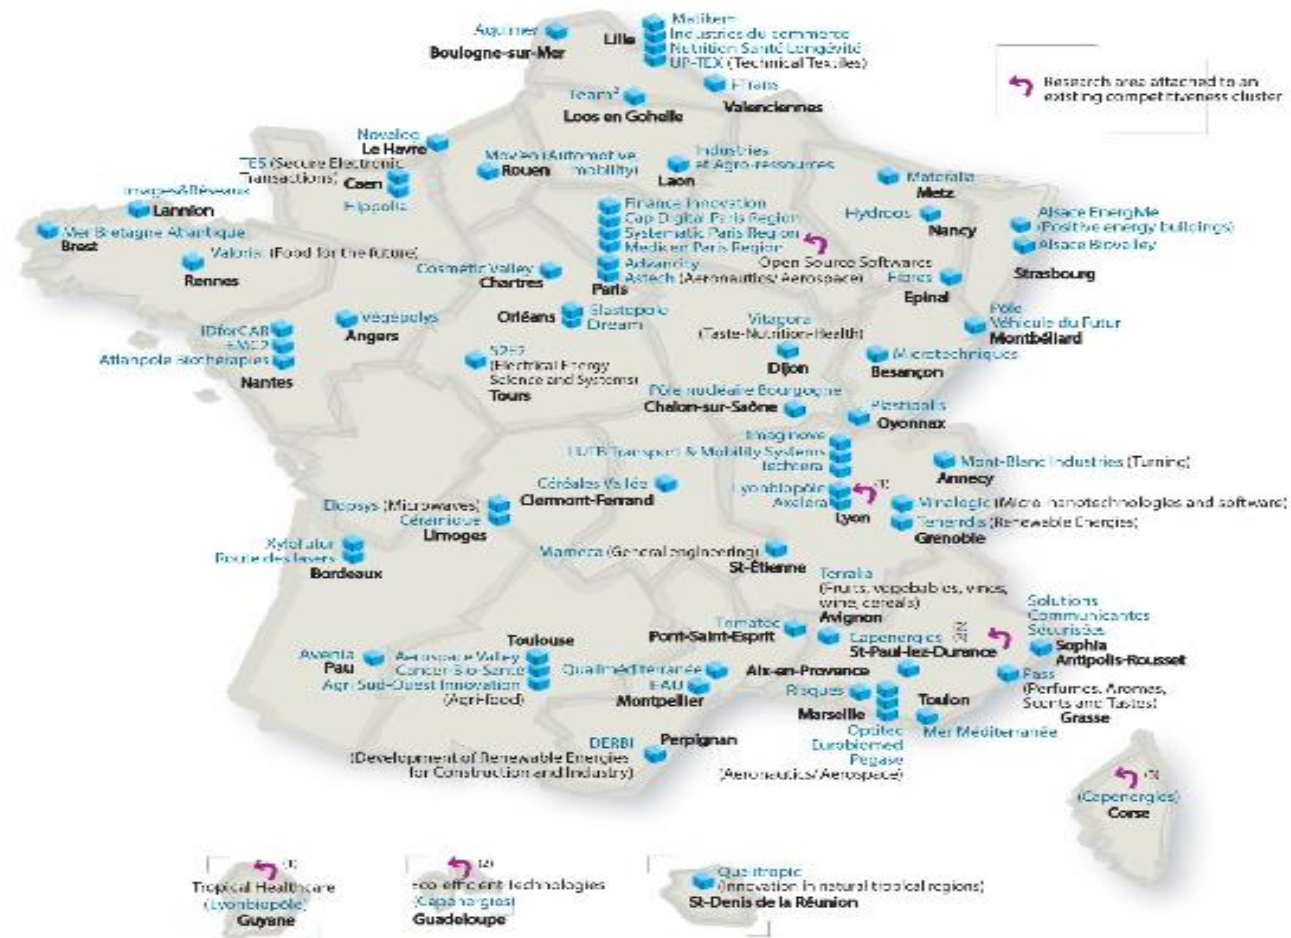 Aquimer
Boulogne-sur-Mer
Lille
Matikem
Industries du commerce
Nutrition Santé Longévité
UP-TEX (Technical Textiles)
Team²
Loos en Gohelle
i-Trans
Valenciennes
Research area attached to an
existing competitiveness cluster
Novalog
Le Havre
TES (Secure Electronic
Transactions)
Caen
Hippolia
Mov'eo (Automotive,
mobility)
Rouen
Industries
et Agro-ressources
Laon
Materalia
Metz
Hydreos
Nancy
Alsace Energivie
(Positive energy buildings)
Alsace Biovalley
Strasbourg
Images&Réseaux
Lannion
Mer Bretagne Atlantique
Brest
Valorial (Food for the future)
Rennes
Finance Innovation
Cap Digital Paris Region
Systematic Paris Region
Medicen Paris Region
Advancity
Astech (Aeronautics/ Aerospace)
Paris
Open Source Softwares
Cosmetic Valley
Chartres
Fibres
Epinal
Orléans
Elastopole
Dream
Vitagora
(Taste-Nutrition-Health)
Dijon
Pôle
Véhicule du Futur
Montbéliard
iDforCAR
EMC2
Atlanpole Biotherapies
Nantes
Végépolys
Angers
S2E2
(Electrical Energy
Science and Systems)
Tours
Microtechniques
Besançon
Pôle nucléaire Bourgogne
Chalon-sur-Saône
Plastipolis
Oyonnax
Imaginove
LUTB Transport & Mobility Systems
Techtera
Lyonbiopôle
Axelera
(1)
Lyon
Mont-Blanc Industries (Turning)
Annecy
Céréales Vallée
Clermont-Ferrand
Minalogic (Micro-nanotechnologies and software)
Tenerrdis (Renewable Energies)
Grenoble
Elopsys (Microwaves)
Céramique
Limoges
Xylofutur
Route des lasers
Bordeaux
Viameca (General engineering)
St-Étienne
Terralia
(Fruits, vegebables, vines,
wine, cereals)
Avignon
Trimatec
Pont-Saint-Esprit
Capenergies
St-Paul-lez-Durance
Solutions
Communicantes
Sécurisées
Sophia
Antipolis-Rousset
Toulouse
Avenia
Pau
Aerospace Valley
Cancer-Bio-Santé
Agri Sud-Ouest Innovation
(Agri-food)
Qualiméditerranée
EAU
Montpellier
Aix-en-Provence
Risques
Marseille
Optitec
Eurobiomed
Pegase
(Aeronautics/ Aerospace)
Toulon
Mer Méditerranée
Pass
(Perfumes, Aromes,
Scents and Tastes)
Grasse
DERBI
(Development of Renewable Energies
for Construction and Industry)
Perpignan
(3)
(Capenergies)
Corse
(1)
Tropical Healthcare
(Lyonbiopôle)
Guyane
(2)
Eco-efficient Technologies
(Capenergies)
Guadeloupe
Qualitropic
(Innovation in natural tropical regions)
St-Denis de la Réunion